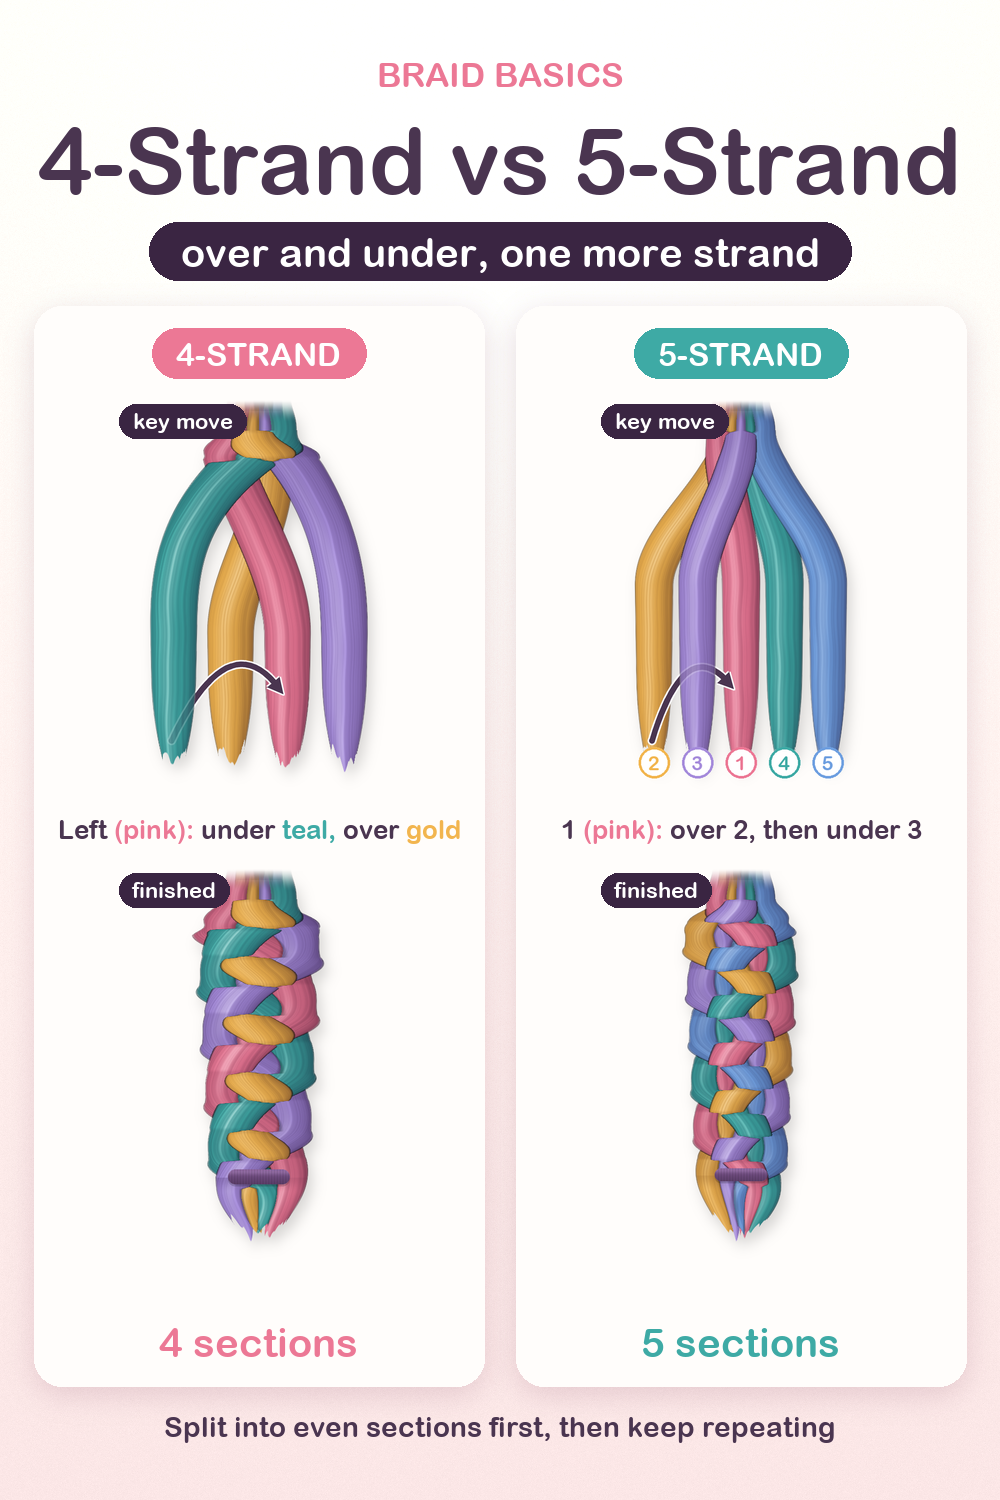 BRAID BASICS
4-Strand vs 5-Strand
over and under, one more strand
4-STRAND
key move
Left (pink): under teal, over gold
finished
4 sections
5-STRAND
key move
2 3 1 4 5
1 (pink): over 2, then under 3
finished
5 sections
Split into even sections first, then keep repeating